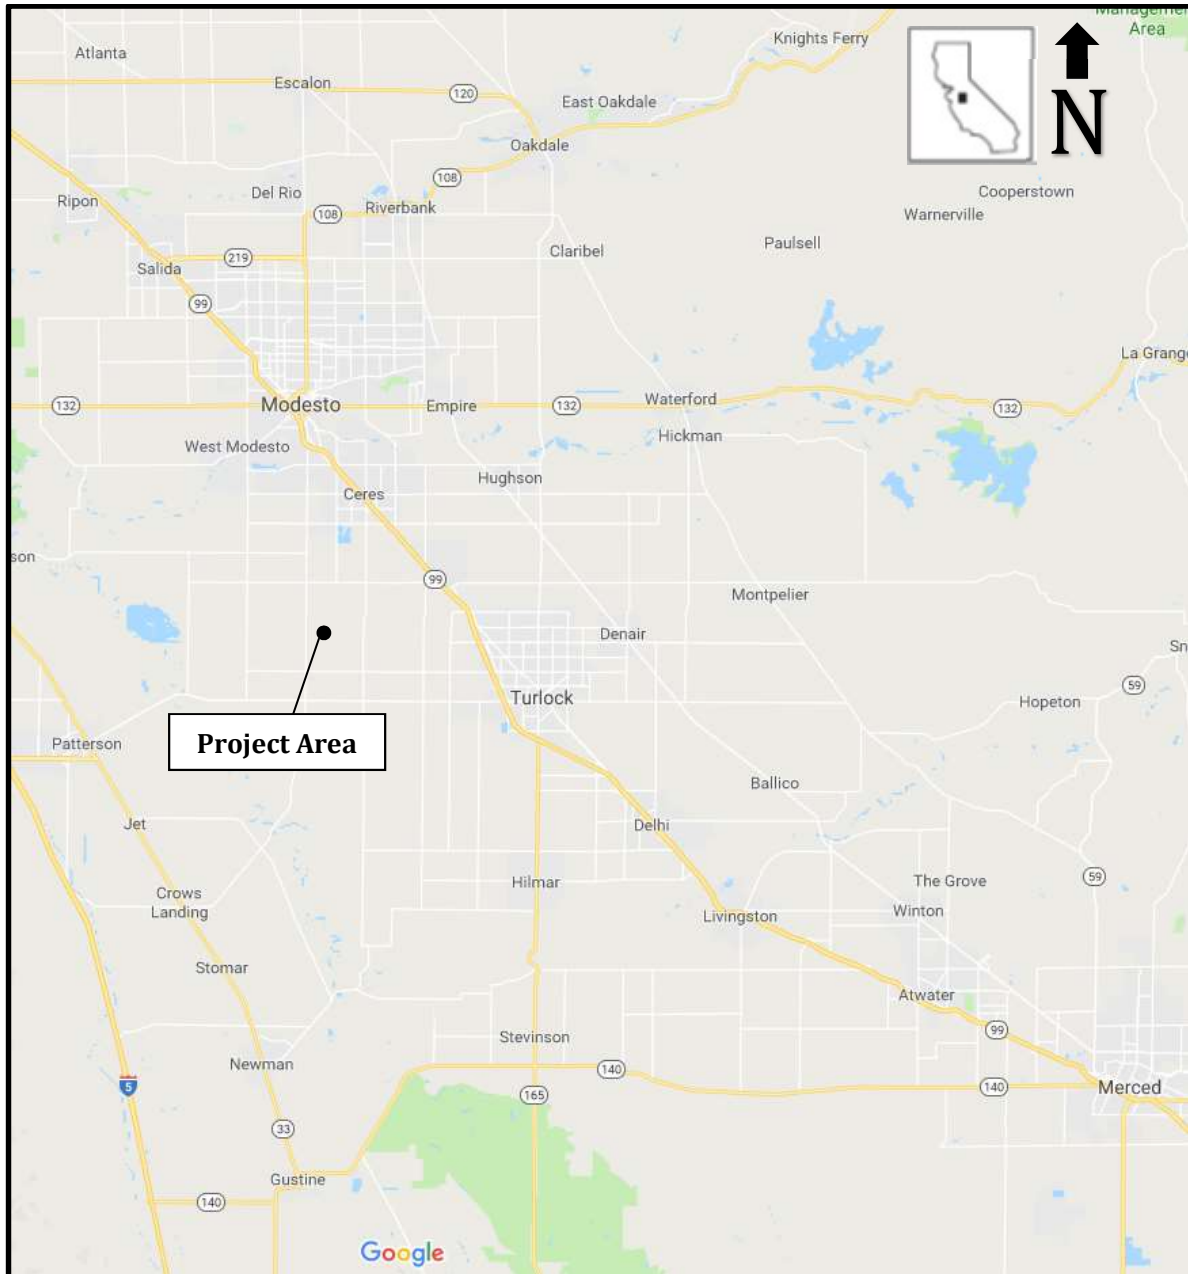 Management
Area
Knights Ferry
Atlanta
Escalon
120
East Oakdale
N
Oakdale
108
Cooperstown
Del Rio
Ripon
Riverbank
108
Warnerville
Paulsell
Claribel
219
Salida
99
La Grange
132
Modesto
Empire
132
Waterford
132
West Modesto
Hickman
Hughson
Ceres
son
99
Montpelier
Denair
Sn
59
Turlock
Hopeton
Project Area
Patterson
Ballico
Jet
Delhi
59
Hilmar
The Grove
Crows
Landing
Livingston
Winton
Stomar
Atwater
99
Stevinson
Newman
140
5
165
140
Merced
33
Gustine
140
Google